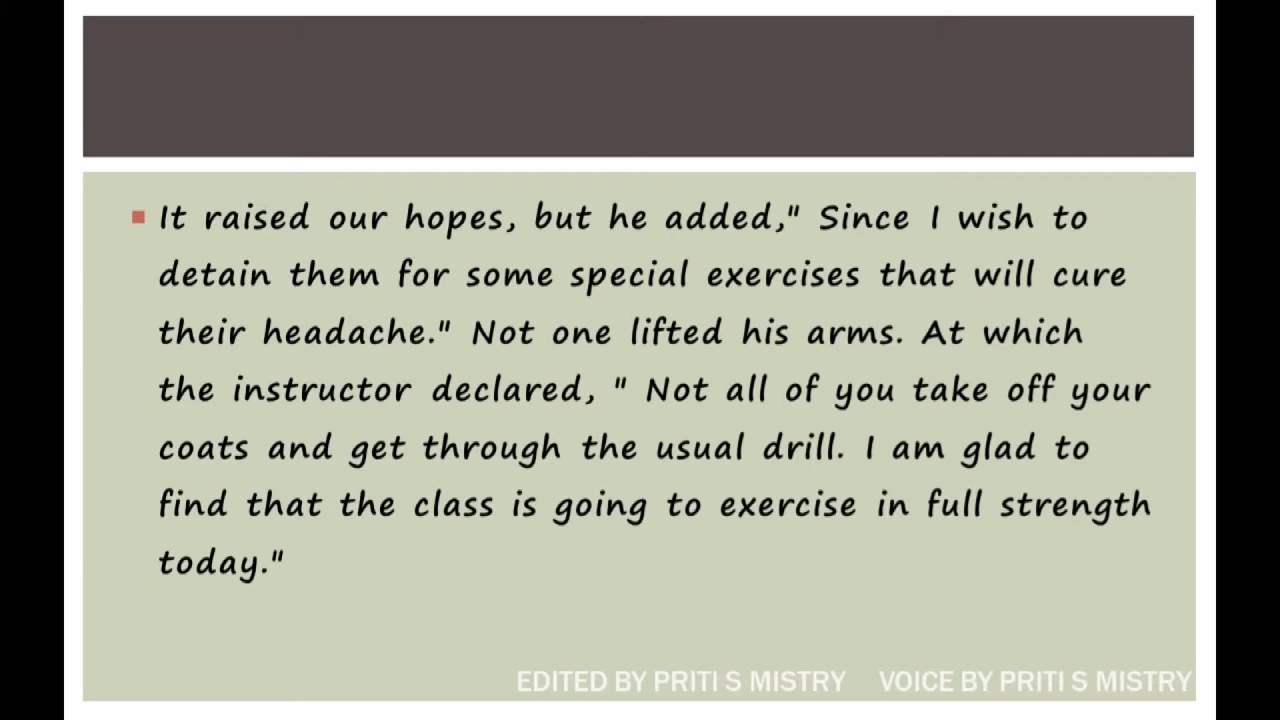 It raised our hopes, but he added," Since I wish to
detain them for some special exercises that will cure
their headache." Not one lifted his arms. At which
the instructor declared, " Not all of you take off your
coats and get through the usual drill. I am glad to
find that the class is going to exercise in full strength
today."
EDITED BY PRITI S MISTRY VOICE BY PRITI S MISTRY